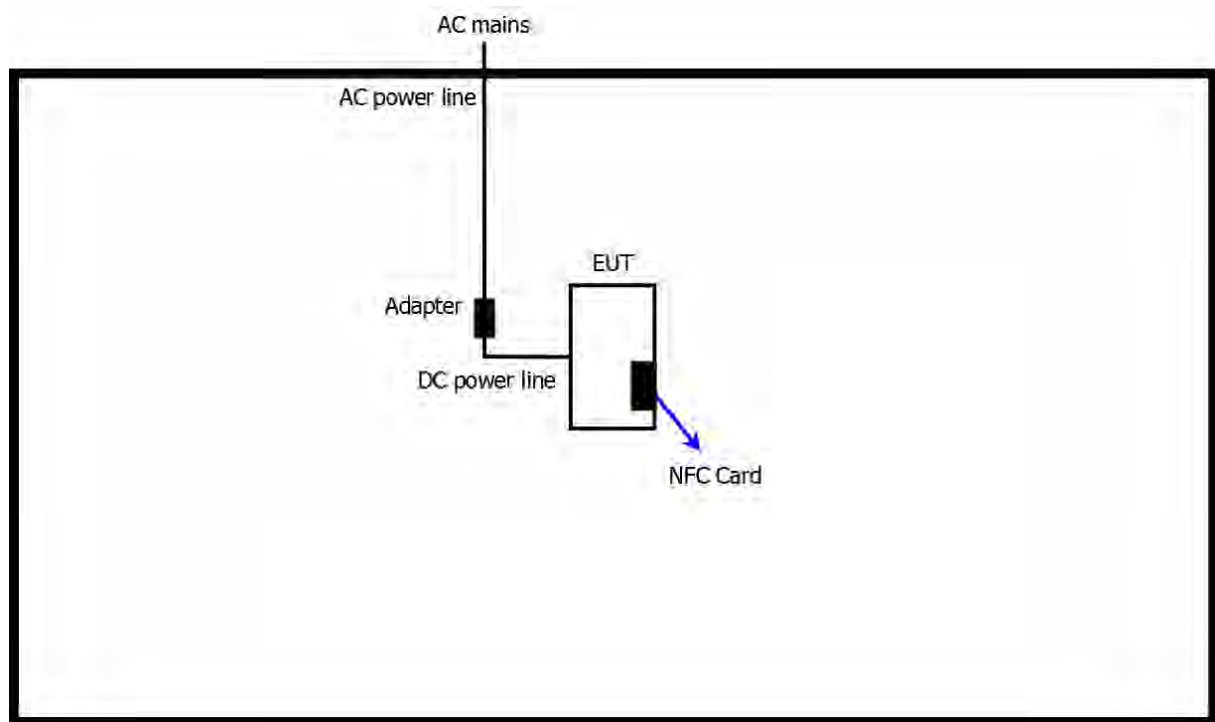 AC mains
AC power line
EUT
Adapter
DC power line
NFC Card